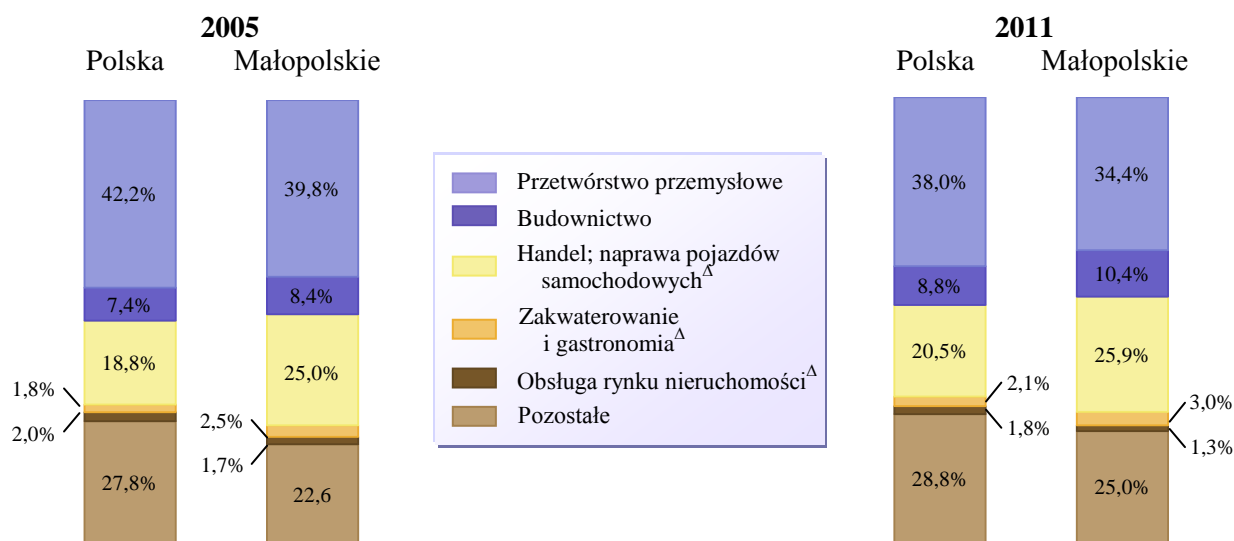 2005
Polska Małopolskie
42,2%
7,4%
18,8%
1,8%
2,0%
27,8%
39,8%
8,4%
25,0%
2,5%
1,7%
22,6
Przetwórstwo przemysłowe
Budownictwo
Handel; naprawa pojazdów
samochodowych^Δ
Zakwaterowanie
i gastronomia^Δ
Obsługa rynku nieruchomości^Δ
Pozostałe
2011
Polska Małopolskie
38,0%
8,8%
20,5%
2,1%
1,8%
28,8%
34,4%
10,4%
25,9%
3,0%
1,3%
25,0%